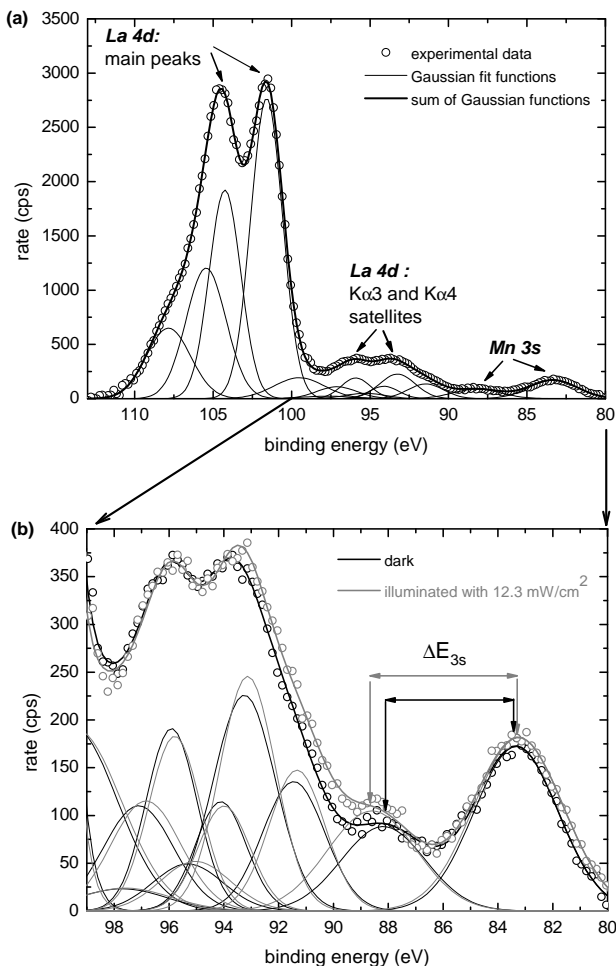 (a)
La 4d:
main peaks
experimental data
Gaussian fit functions
sum of Gaussian functions
La 4d :
Kα3 and Kα4
satellites
Mn 3s
3500
3000
2500
2000
1500
1000
500
0
rate (cps)
110 105 100 95 90 85 80
binding energy (eV)
(b)
dark
illuminated with 12.3 mW/cm²
ΔE3s
400
350
300
250
200
150
100
50
0
rate (cps)
98 96 94 92 90 88 86 84 82 80
binding energy (eV)